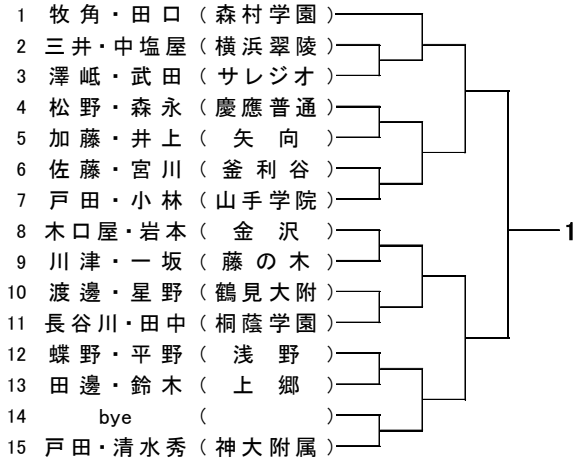 1 牧角・田口 （森村学園）
2 三井・中塩屋 （横浜翠陵）
3 澤岻・武田 （サレジオ）
4 松野・森永 （慶應普通）
5 加藤・井上 （矢向）
6 佐藤・宮川 （釜利谷）
7 戸田・小林 （山手学院）
8 木口屋・岩本 （金沢）
9 川津・一坂 （藤の木）
10 渡邊・星野 （鶴見大附）
11 長谷川・田中 （桐蔭学園）
12 蝶野・平野 （浅野）
13 田邊・鈴木 （上郷）
14 bye （ ）
15 戸田・清水秀 （神大附属）
1